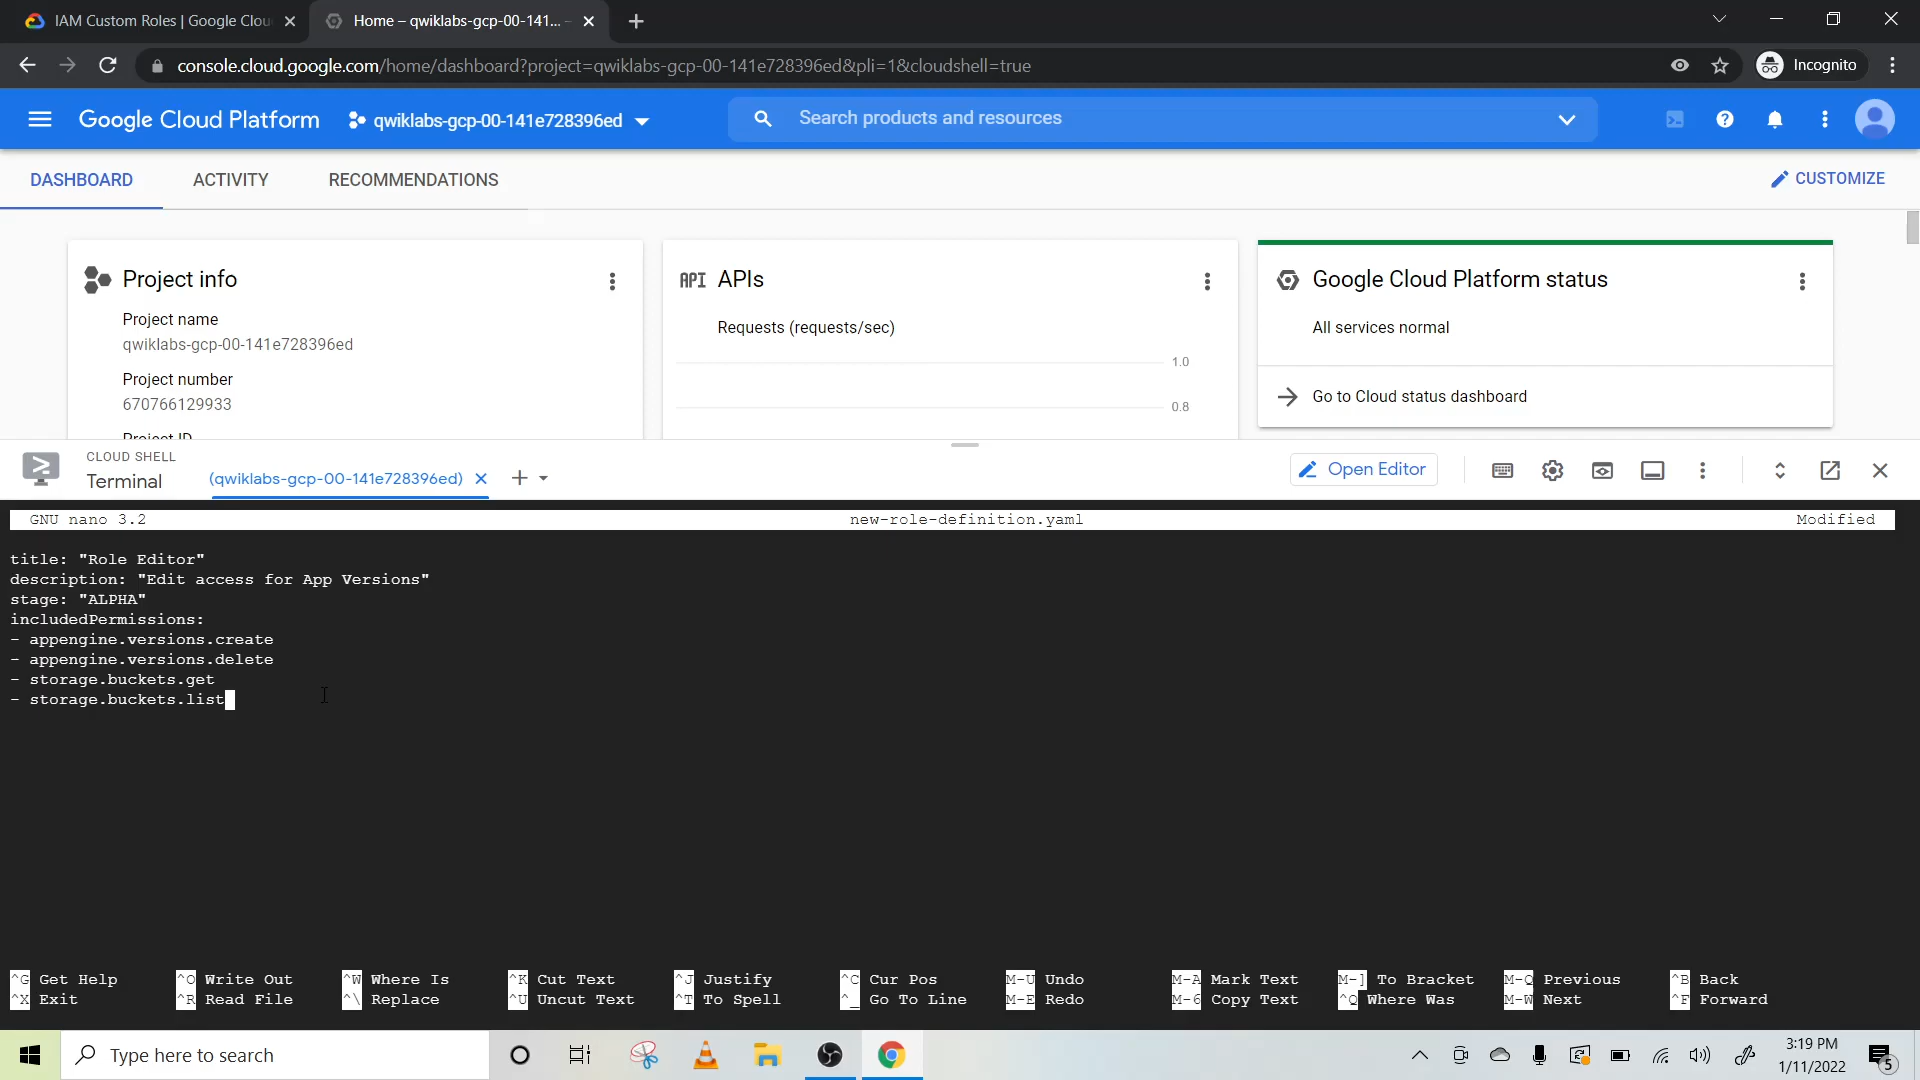 IAM Custom Roles | Google Clou
Home – qwiklabs-gcp-00-141...
console.cloud.google.com/home/dashboard?project=qwiklabs-gcp-00-141e728396ed&pli=1&cloudshell=true
Incognito
Google Cloud Platform
qwiklabs-gcp-00-141e728396ed
Search products and resources
DASHBOARD
ACTIVITY
RECOMMENDATIONS
CUSTOMIZE
Project info
Project name
qwiklabs-gcp-00-141e728396ed
Project number
670766129933
Project ID
API APIs
Requests (requests/sec)
1.0
0.8
Google Cloud Platform status
All services normal
Go to Cloud status dashboard
CLOUD SHELL
Terminal
(qwiklabs-gcp-00-141e728396ed)
Open Editor
GNU nano 3.2 new-role-definition.yaml Modified
title: "Role Editor"
description: "Edit access for App Versions"
stage: "ALPHA"
includedPermissions:
- appengine.versions.create
- appengine.versions.delete
- storage.buckets.get
- storage.buckets.list
^G Get Help ^O Write Out ^W Where Is ^K Cut Text ^J Justify ^C Cur Pos M-U Undo M-A Mark Text M-] To Bracket M-Q Previous ^B Back
^X Exit ^R Read File ^\ Replace ^U Uncut Text ^T To Spell ^_ Go To Line M-E Redo M-6 Copy Text ^Q Where Was M-W Next ^F Forward
Type here to search
3:19 PM
1/11/2022
5